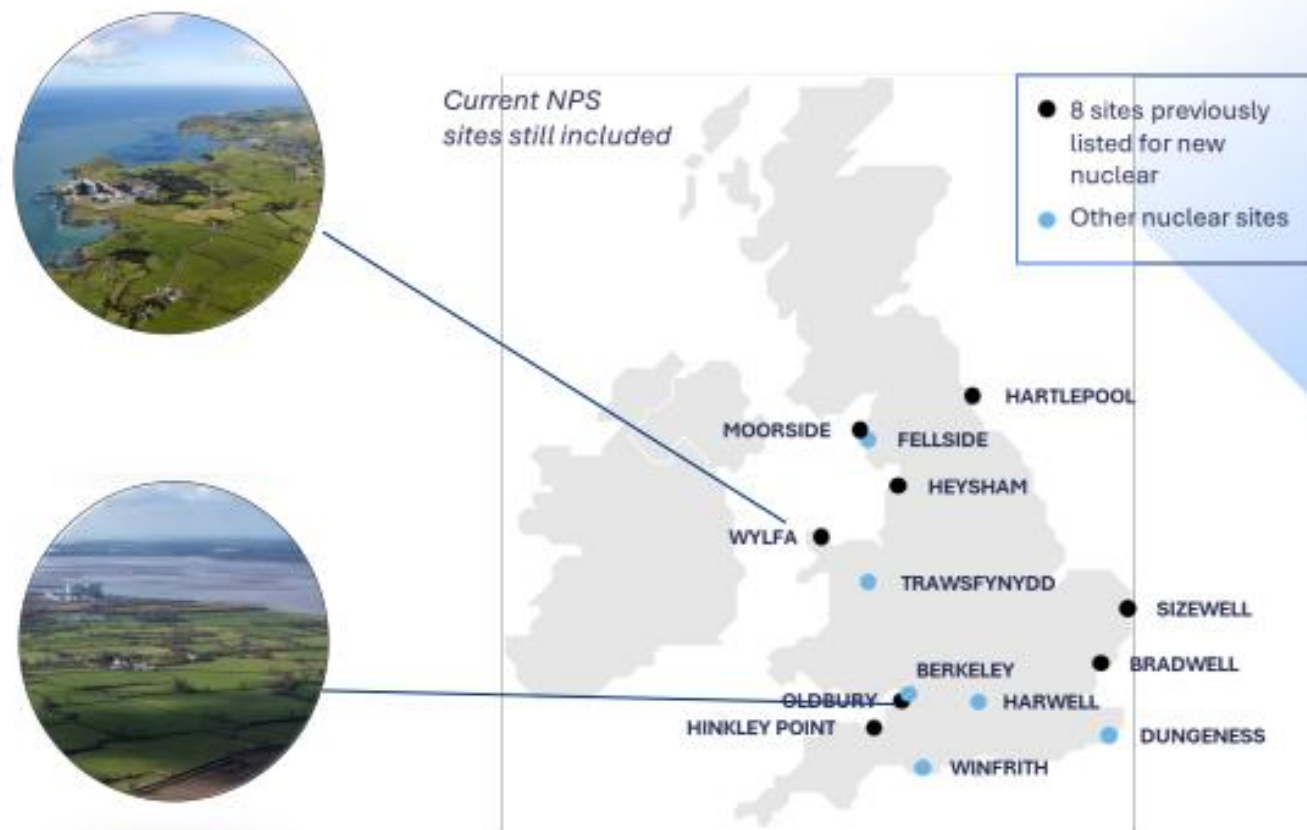 Current NPS
sites still included
8 sites previously
listed for new
nuclear
Other nuclear sites
HARTLEPOOL
MOORSIDE
FELLSIDE
HEYSHAM
WYLFA
TRAWSFYNYDD
SIZEWELL
BRADWELL
BERKELEY
OLDBURY
HARWELL
HINKLEY POINT
DUNGENESS
WINFRITH